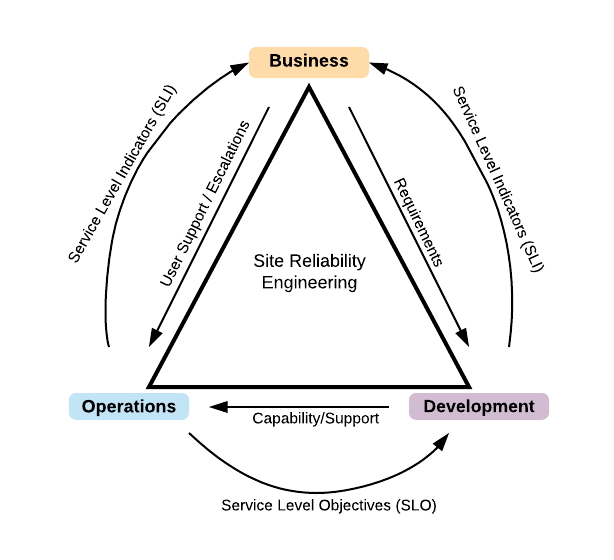 Business
Service Level Indicators (SLI)
User Support / Escalations
Requirements
Service Level Indicators (SLI)
Site Reliability
Engineering
Operations
Development
Capability/Support
Service Level Objectives (SLO)